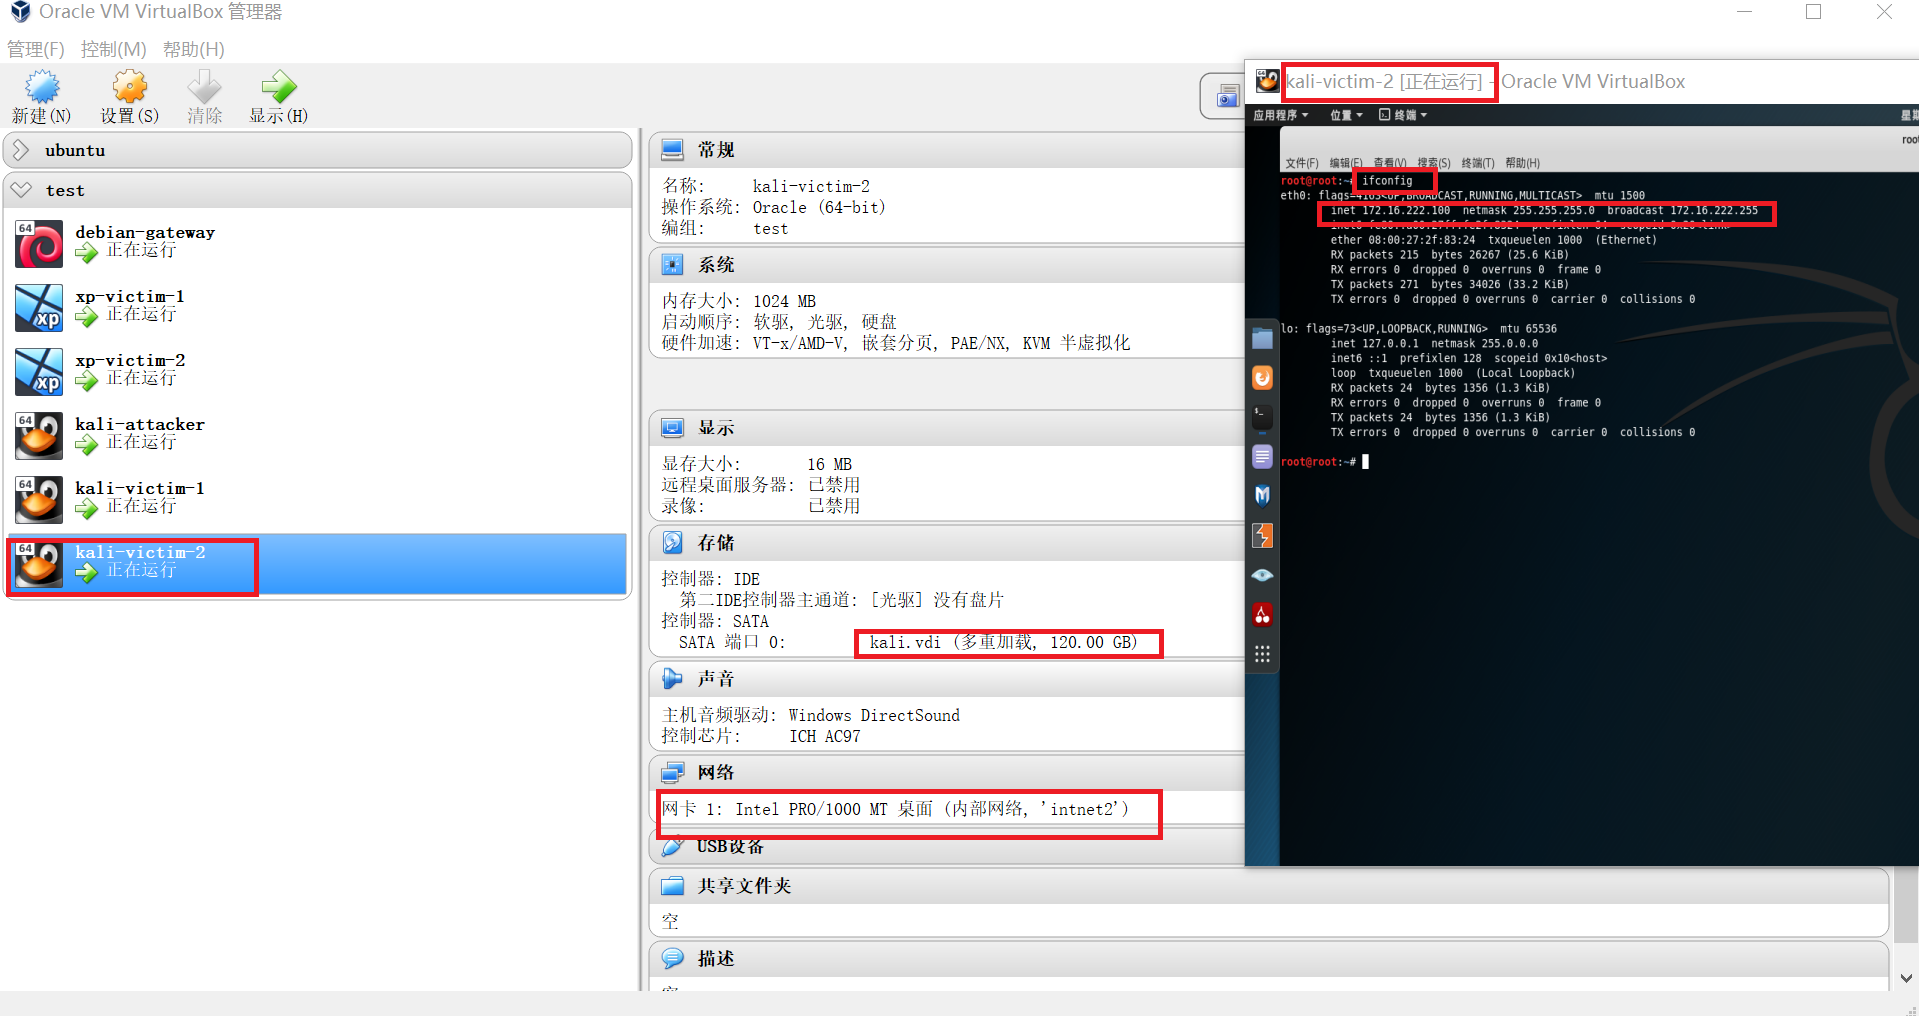 Oracle VM VirtualBox 管理器
管理(F) 控制(M) 帮助(H)
新建(N) 设置(S) 清除 显示(H)
ubuntu
test
64
debian-gateway
正在运行
xp
xp-victim-1
正在运行
xp
xp-victim-2
正在运行
64
kali-attacker
正在运行
64
kali-victim-1
正在运行
64
kali-victim-2
正在运行
常规
名称: kali-victim-2
操作系统: Oracle (64-bit)
编组: test
系统
内存大小: 1024 MB
启动顺序: 软驱, 光驱, 硬盘
硬件加速: VT-x/AMD-V, 嵌套分页, PAE/NX, KVM 半虚拟化
显示
显存大小: 16 MB
远程桌面服务器: 已禁用
录像: 已禁用
存储
控制器: IDE
第二IDE控制器主通道: [光驱] 没有盘片
控制器: SATA
SATA 端口 0: kali.vdi (多重加载, 120.00 GB)
声音
主机音频驱动: Windows DirectSound
控制芯片: ICH AC97
网络
网卡 1: Intel PRO/1000 MT 桌面 (内部网络, 'intnet2')
USB设备
共享文件夹
空
描述
kali-victim-2 [正在运行] - Oracle VM VirtualBox
应用程序 位置 终端 星期
root
文件(F) 编辑(E) 查看(V) 搜索(S) 终端(T) 帮助(H)
root@root:~# ifconfig
eth0: flags=4163<UP,BROADCAST,RUNNING,MULTICAST> mtu 1500
inet 172.16.222.100 netmask 255.255.255.0 broadcast 172.16.222.255
ether 08:00:27:2f:83:24 txqueuelen 1000 (Ethernet)
RX packets 215 bytes 26267 (25.6 KiB)
RX errors 0 dropped 0 overruns 0 frame 0
TX packets 271 bytes 34026 (33.2 KiB)
TX errors 0 dropped 0 overruns 0 carrier 0 collisions 0
lo: flags=73<UP,LOOPBACK,RUNNING> mtu 65536
inet 127.0.0.1 netmask 255.0.0.0
inet6 ::1 prefixlen 128 scopeid 0x10<host>
loop txqueuelen 1000 (Local Loopback)
RX packets 24 bytes 1356 (1.3 KiB)
RX errors 0 dropped 0 overruns 0 frame 0
TX packets 24 bytes 1356 (1.3 KiB)
TX errors 0 dropped 0 overruns 0 carrier 0 collisions 0
root@root:~#